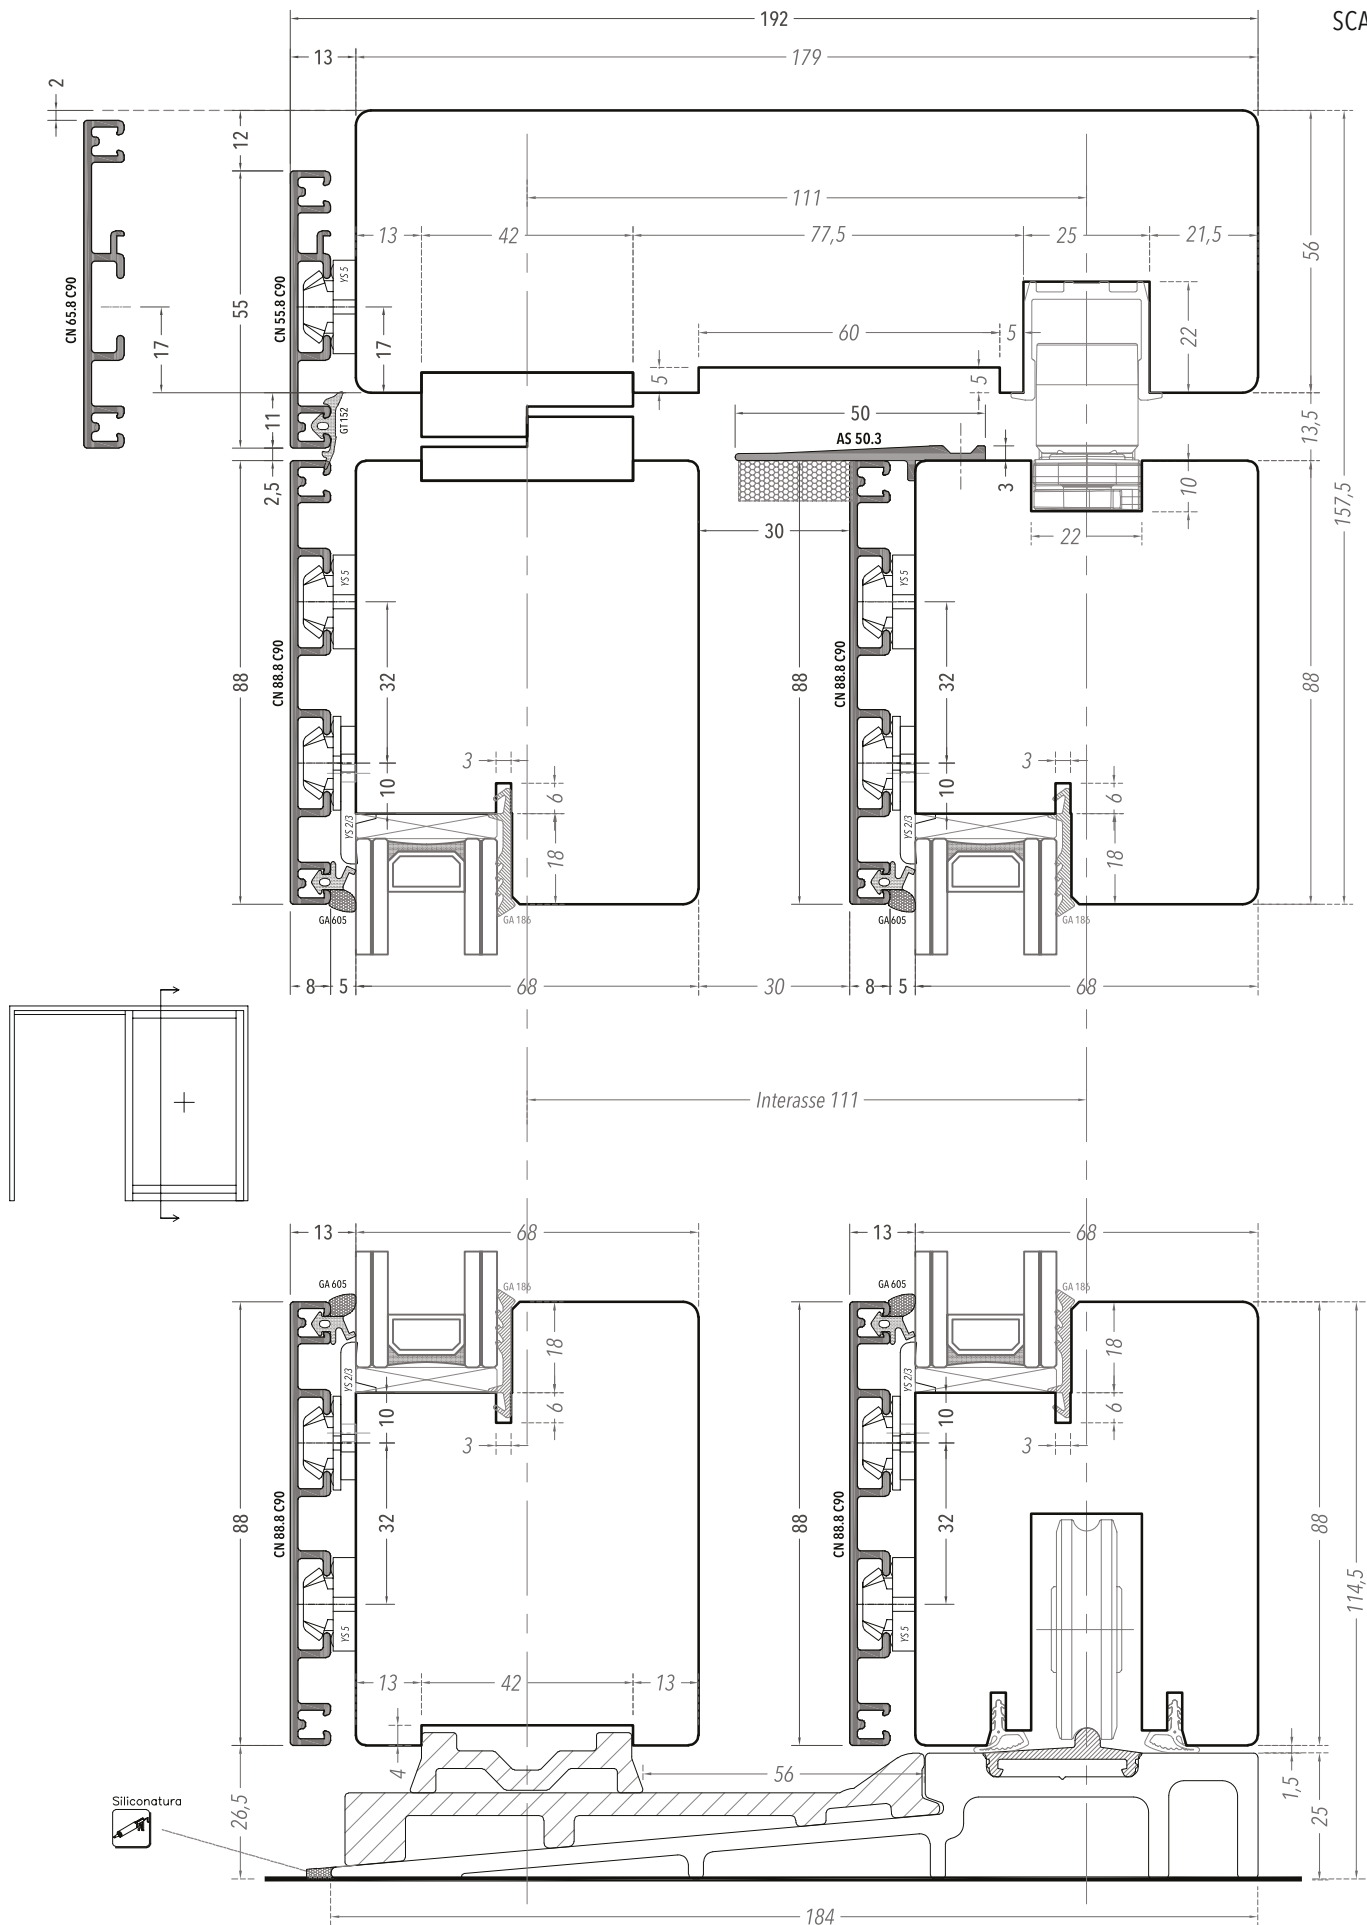 192
SCA
13
179
2
12
111
13
42
77,5
25
21,5
56
157,5
CN 65.8 C90
55
CN 55.8 C90
YS 5
17
17
60
5
22
5
5
11
GT 152
50
AS 50.3
13,5
2,5
3
10
30
22
YS 5
YS 5
CN 88.8 C90
88
32
CN 88.8 C90
88
32
88
3
3
10
6
10
6
YS 2/3
18
YS 2/3
18
GA 605
GA 186
GA 605
GA 186
8
5
68
30
8
5
68
Interasse 111
13
68
13
68
GA 605
GA 186
GA 605
GA 186
18
18
YS 2/3
YS 2/3
10
6
10
6
3
3
88
CN 88.8 C90
32
88
CN 88.8 C90
32
88
114,5
YS 5
YS 5
13
42
13
4
56
1,5
Siliconatura
26,5
25
184